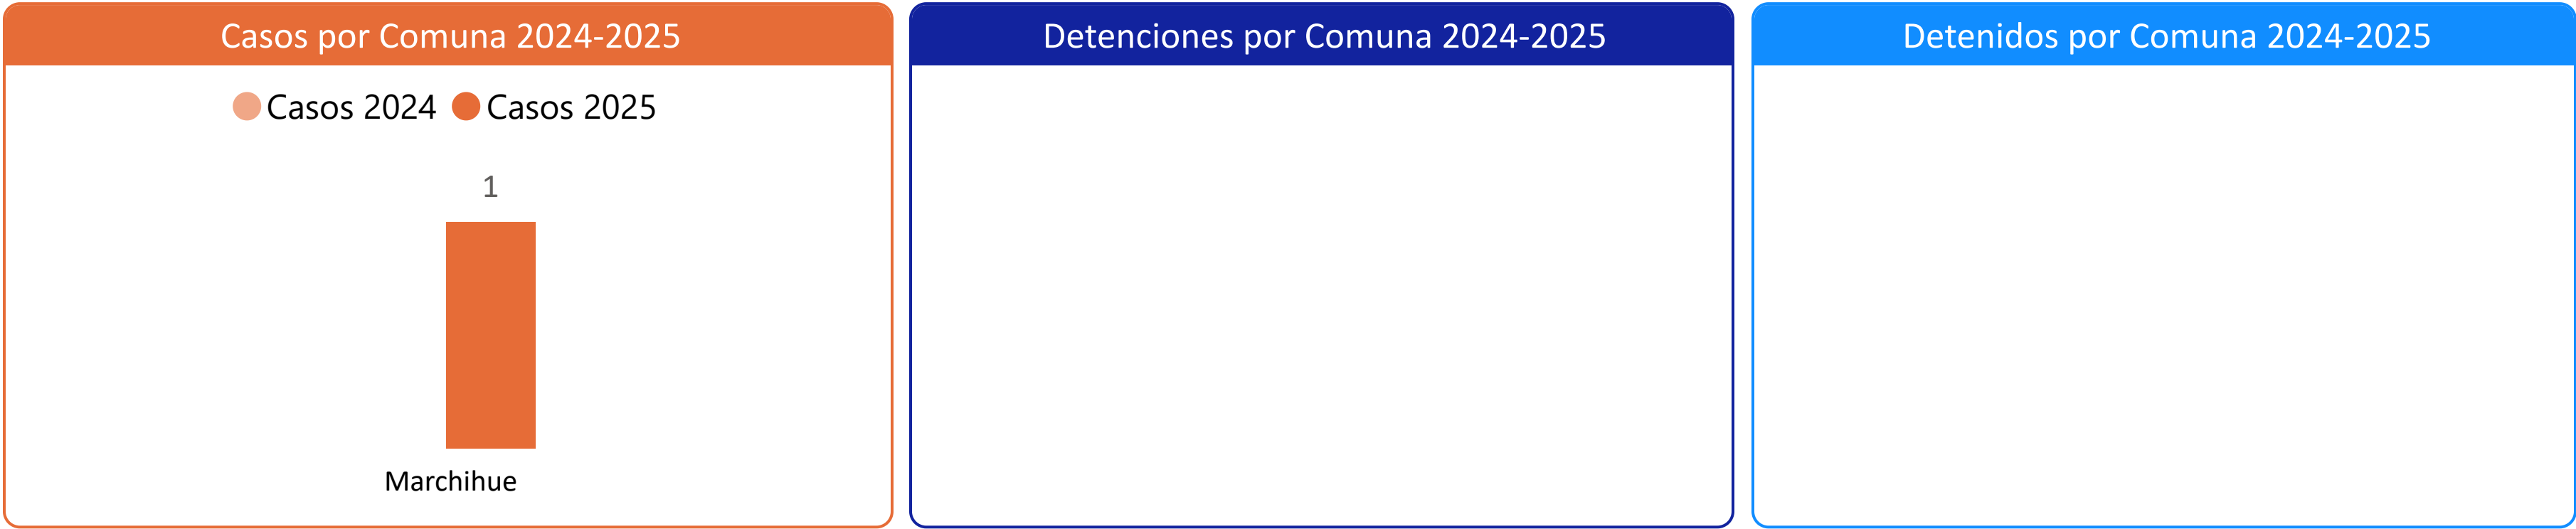 Casos por Comuna 2024-2025
Casos 2024 Casos 2025
1
Marchihue
Detenciones por Comuna 2024-2025
Detenidos por Comuna 2024-2025